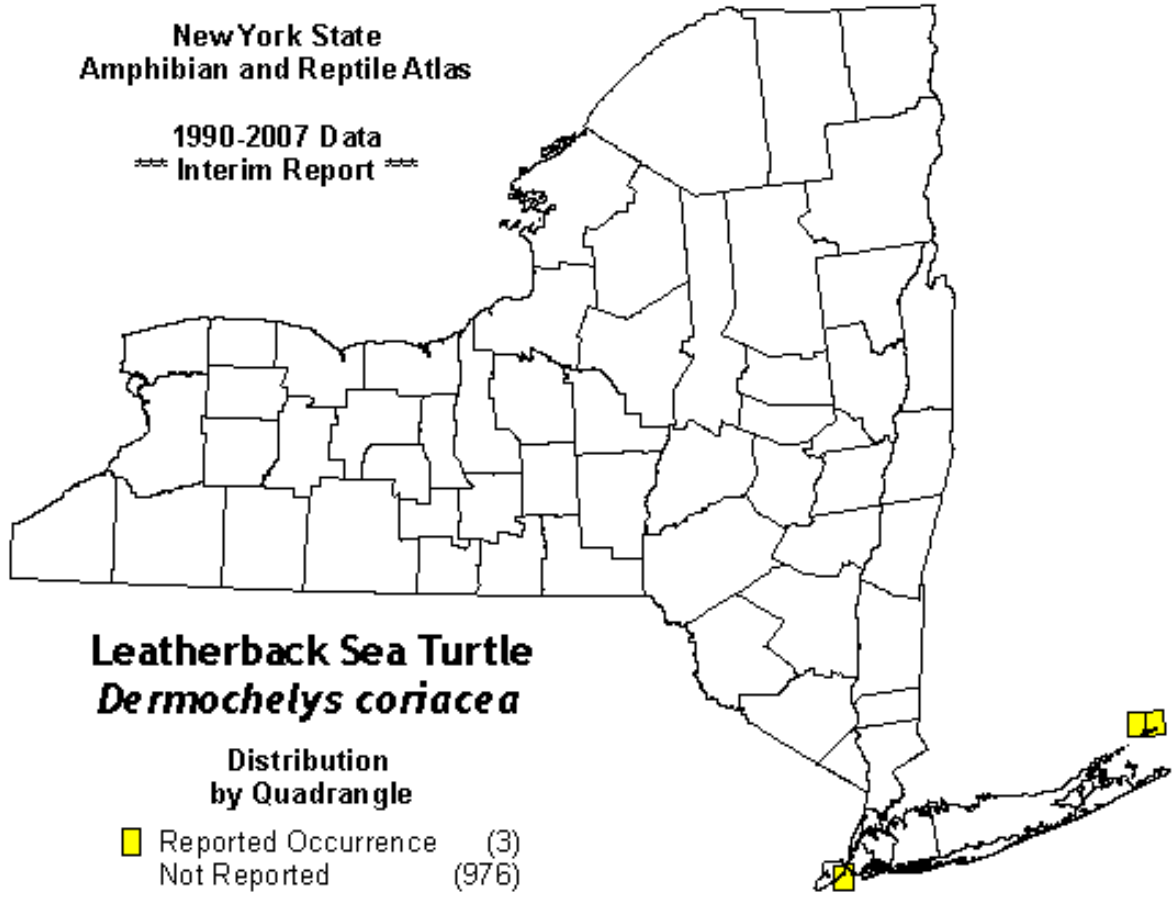 New York State
Amphibian and Reptile Atlas
1990-2007 Data
*** Interim Report ***
Leatherback Sea Turtle
Dermochelys coriacea
Distribution
by Quadrangle
Reported Occurrence (3)
Not Reported (976)